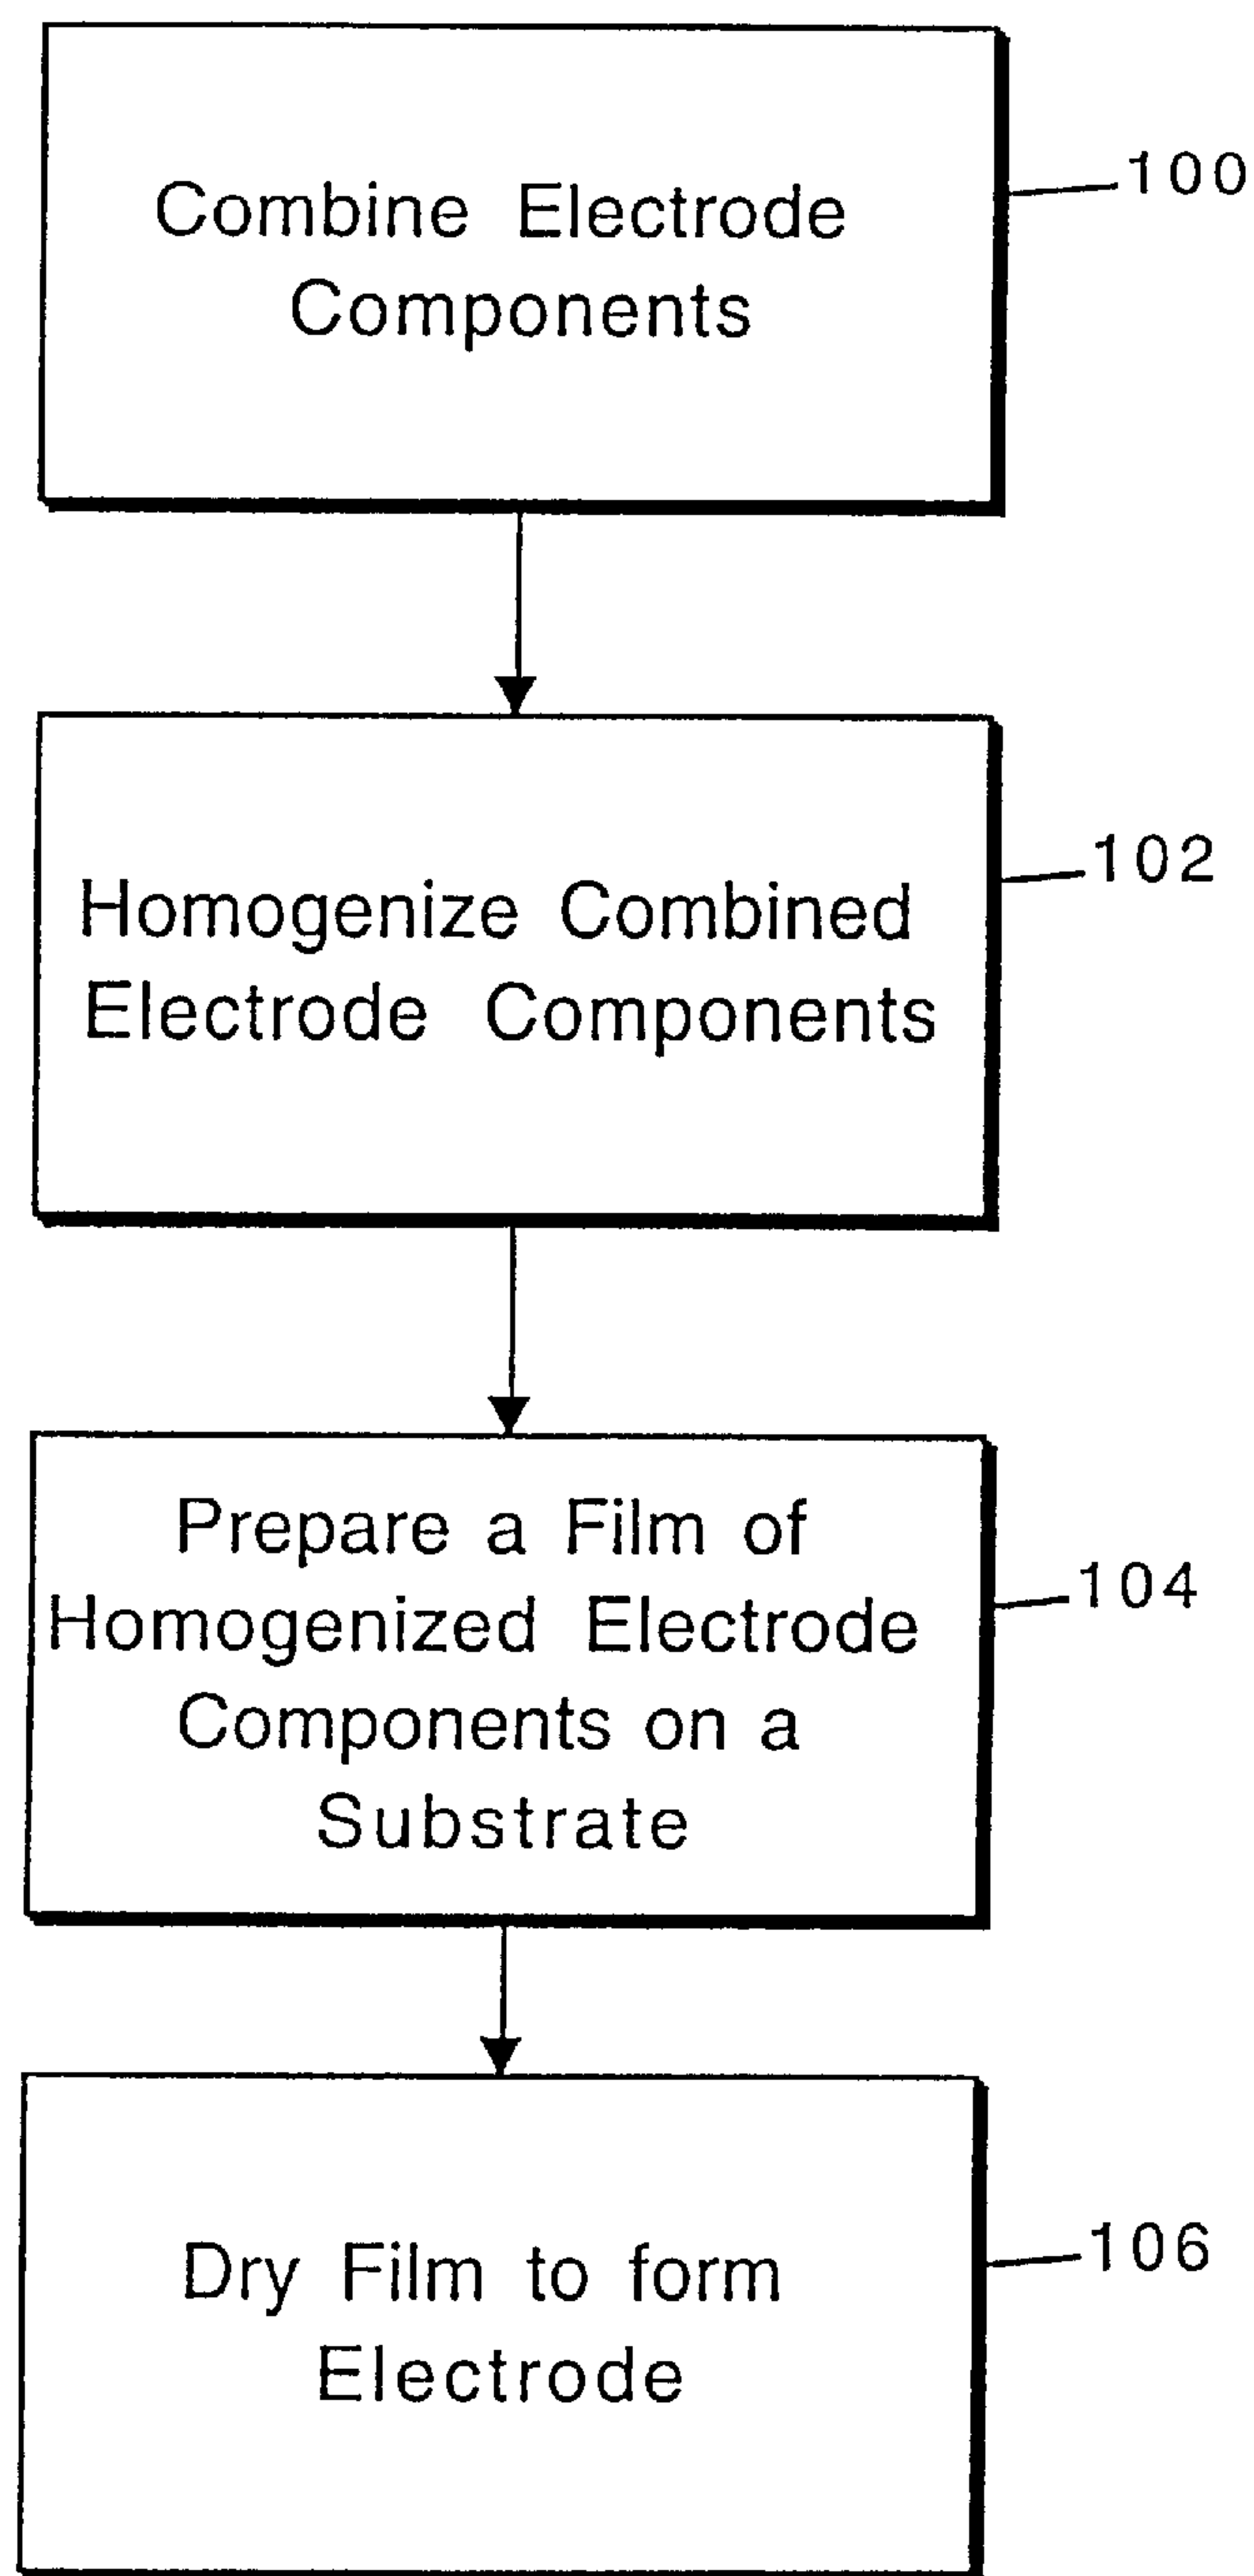 Combine Electrode
Components
100
Homogenize Combined
Electrode Components
102
Prepare a Film of
Homogenized Electrode
Components on a
Substrate
104
Dry Film to form
Electrode
106